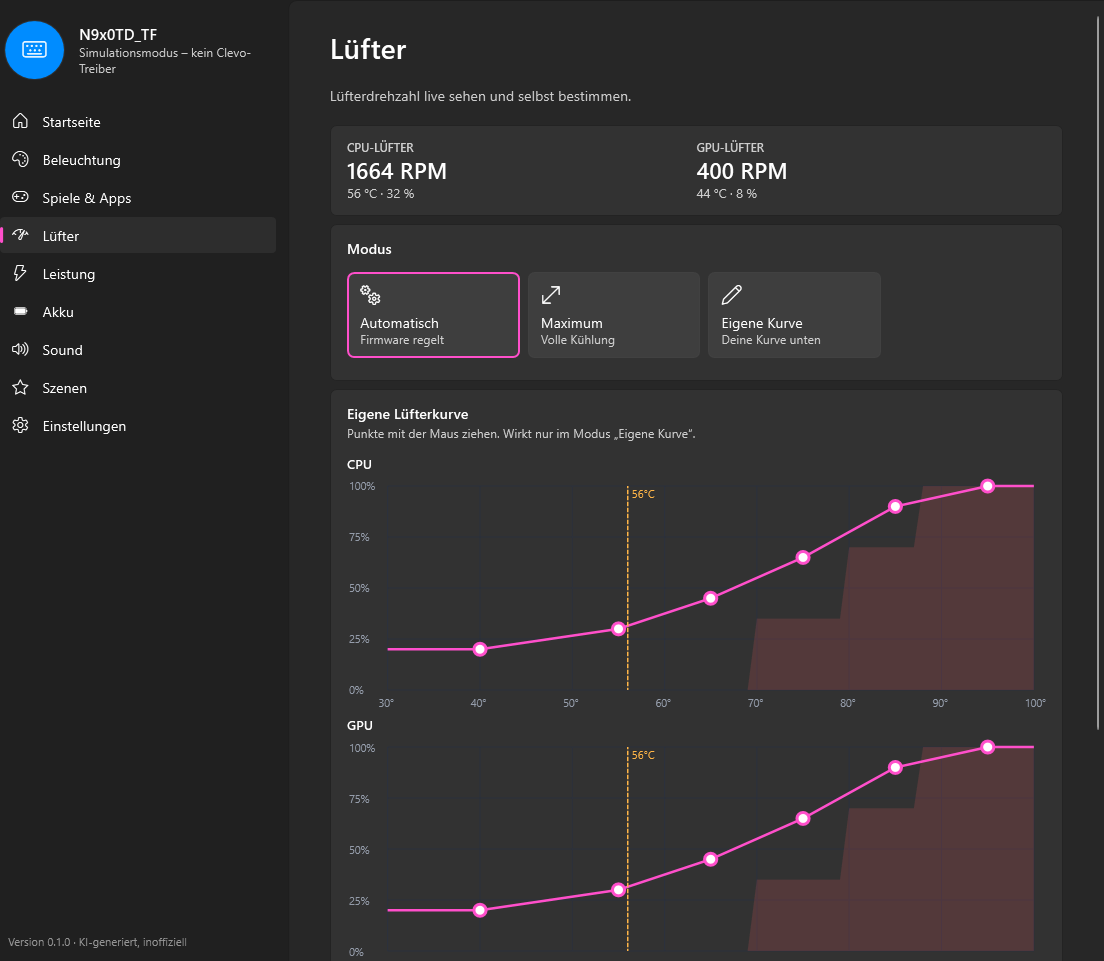 N9x0TD_TF
Simulationsmodus – kein Clevo-
Treiber
Startseite
Beleuchtung
Spiele & Apps
Lüfter
Leistung
Akku
Sound
Szenen
Einstellungen
Version 0.1.0 · KI-generiert, inoffiziell
Lüfter
Lüfterdrehzahl live sehen und selbst bestimmen.
CPU-LÜFTER
1664 RPM
56 °C · 32 %
GPU-LÜFTER
400 RPM
44 °C · 8 %
Modus
Automatisch
Firmware regelt
Maximum
Volle Kühlung
Eigene Kurve
Deine Kurve unten
Eigene Lüfterkurve
Punkte mit der Maus ziehen. Wirkt nur im Modus „Eigene Kurve“.
CPU
100%
75%
50%
25%
0%
56°C
30° 40° 50° 60° 70° 80° 90° 100°
GPU
100%
75%
50%
25%
0%
56°C